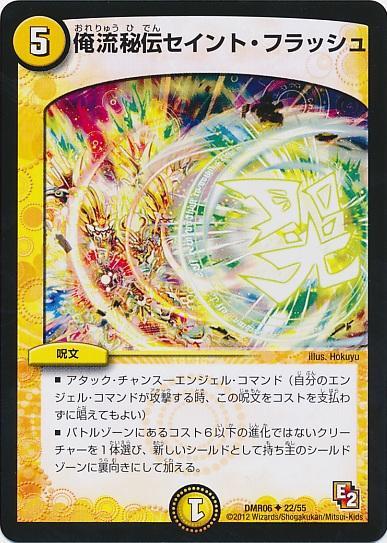 5
おれりゅう ひ でん
俺流秘伝セイント・フラッシュ
呪文
illus. Hokuyu
■ アタック・チャンスーエンジェル・コマンド（自分のエン
ジェル・コマンドが攻撃する時、この呪文をコストを支払わ
ずに唱えてもよい）
■ バトルゾーンにあるコスト６以下の進化ではないクリー
チャーを１体選び、新しいシールドとして持ち主のシールド
ゾーンに裏向きにして加える。
1
DMR06 ♦ 22/55
©2012 Wizards/Shogakukan/Mitsui-Kids
E2